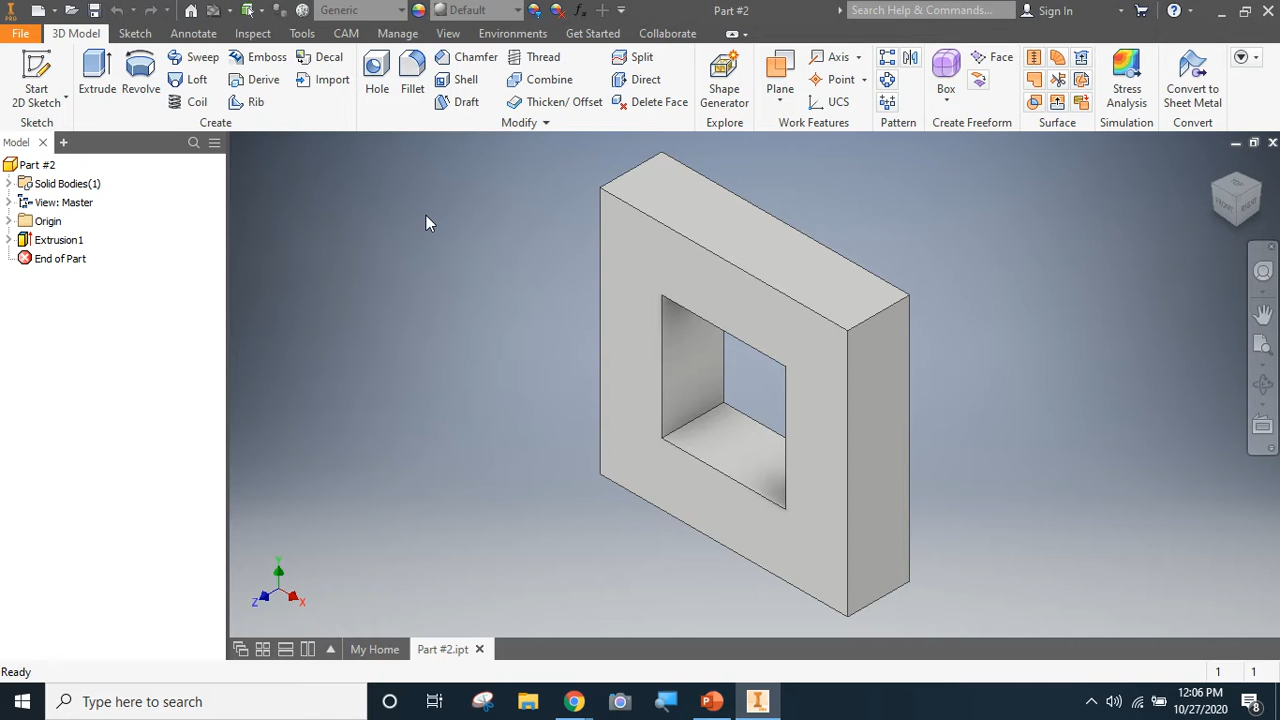 PRO Generic Default Part #2 Search Help & Commands... Sign In
File 3D Model Sketch Annotate Inspect Tools CAM Manage View Environments Get Started Collaborate
Start 2D Sketch
Sketch
Extrude
Revolve
Sweep
Loft
Coil
Emboss
Derive
Rib
Decal
Import
Create
Hole
Fillet
Chamfer
Shell
Draft
Thread
Combine
Thicken/ Offset
Split
Direct
Delete Face
Modify
Shape Generator
Explore
Plane
Axis
Point
UCS
Work Features
Pattern
Box
Face
Create Freeform
Surface
Stress Analysis
Simulation
Convert to Sheet Metal
Convert
Model
Part #2
Solid Bodies(1)
View: Master
Origin
Extrusion1
End of Part
TOP
FRONT
RIGHT
Y
Z
X
My Home Part #2.ipt
Ready 1 1
Type here to search
12:06 PM
10/27/2020
8